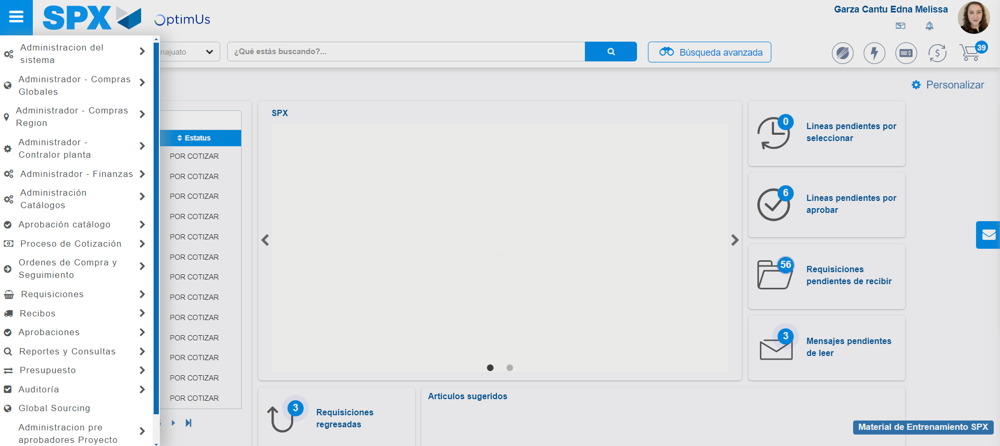 SPX
OptimUs
Garza Cantu Edna Melissa
najuato
¿Qué estás buscando?...
Búsqueda avanzada
39
Personalizar
Administracion del
sistema
Administrador - Compras
Globales
Administrador - Compras
Region
Administrador -
Contralor planta
Administrador - Finanzas
Administración
Catálogos
Aprobación catálogo
Proceso de Cotización
Ordenes de Compra y
Seguimiento
Requisiciones
Recibos
Aprobaciones
Reportes y Consultas
Presupuesto
Auditoría
Global Sourcing
Administracion pre
aprobadores Proyecto
Estatus
POR COTIZAR
POR COTIZAR
POR COTIZAR
POR COTIZAR
POR COTIZAR
POR COTIZAR
POR COTIZAR
POR COTIZAR
POR COTIZAR
POR COTIZAR
POR COTIZAR
POR COTIZAR
POR COTIZAR
SPX
0
Lineas pendientes por
seleccionar
6
Lineas pendientes por
aprobar
56
Requisiciones
pendientes de recibir
3
Mensajes pendientes
de leer
3
Requisiciones
regresadas
Artículos sugeridos
Material de Entrenamiento SPX